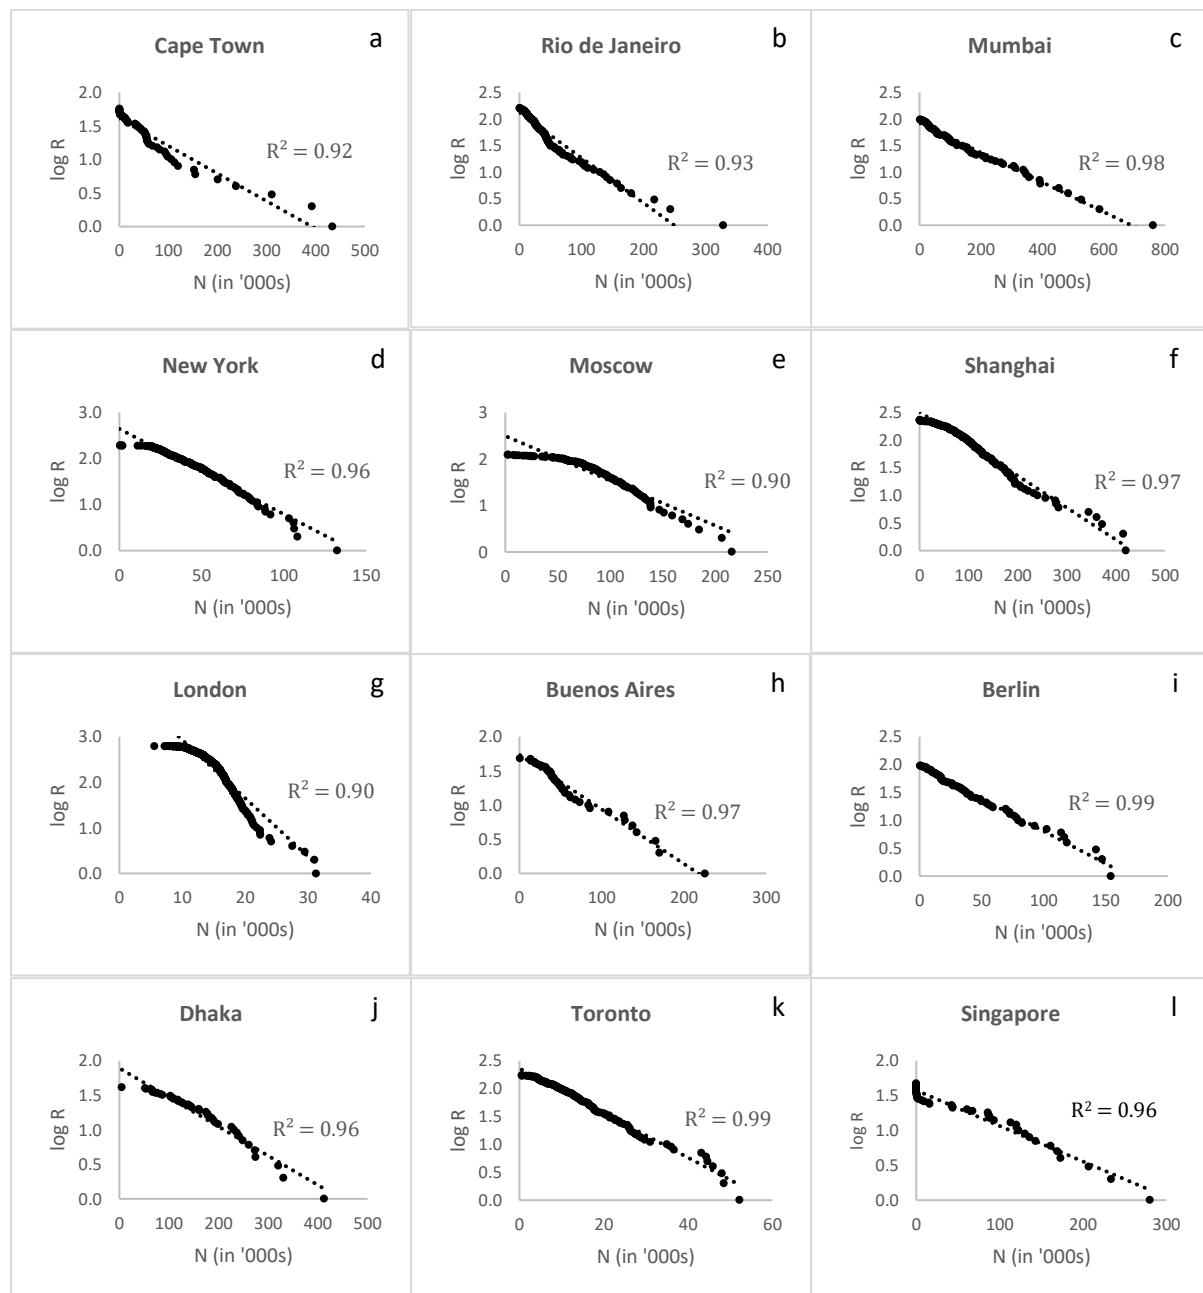 Cape Town
a
2.0
1.5
1.0
0.5
0.0
log R
R² = 0.92
0 100 200 300 400 500
N (in '000s)
Rio de Janeiro
b
2.5
2.0
1.5
1.0
0.5
0.0
log R
R² = 0.93
0 100 200 300 400
N (in '000s)
Mumbai
c
2.5
2.0
1.5
1.0
0.5
0.0
log R
R² = 0.98
0 200 400 600 800
N (in '000s)
New York
d
3.0
2.0
1.0
0.0
log R
R² = 0.96
0 50 100 150
N (in '000s)
Moscow
e
3
2
1
0
log R
R² = 0.90
0 50 100 150 200 250
N (in '000s)
Shanghai
f
2.5
2.0
1.5
1.0
0.5
0.0
log R
R² = 0.97
0 100 200 300 400 500
N (in '000s)
London
g
3.0
2.0
1.0
0.0
log R
R² = 0.90
0 10 20 30 40
N (in '000s)
Buenos Aires
h
2.0
1.5
1.0
0.5
0.0
log R
R² = 0.97
0 100 200 300
N (in '000s)
Berlin
i
2.5
2.0
1.5
1.0
0.5
0.0
log R
R² = 0.99
0 50 100 150 200
N (in '000s)
Dhaka
j
2.0
1.5
1.0
0.5
0.0
log R
R² = 0.96
0 100 200 300 400 500
N (in '000s)
Toronto
k
2.5
2.0
1.5
1.0
0.5
0.0
log R
R² = 0.99
0 20 40 60
N (in '000s)
Singapore
l
2.0
1.5
1.0
0.5
0.0
log R
R² = 0.96
0 100 200 300
N (in '000s)